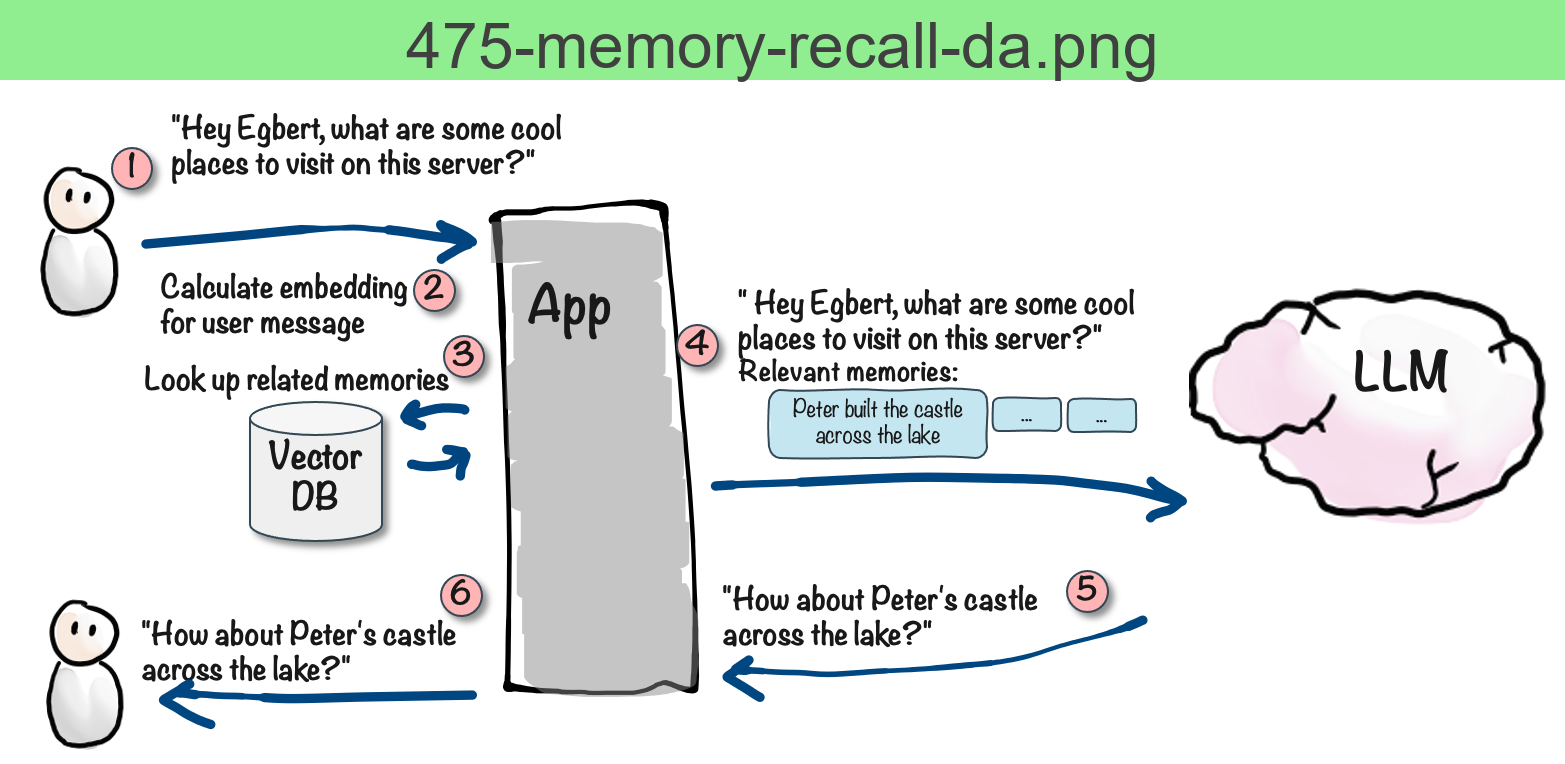 475-memory-recall-da.png
1
"Hey Egbert, what are some cool
places to visit on this server?"
Calculate embedding
for user message
2
3
Look up related memories
Vector
DB
App
4
" Hey Egbert, what are some cool
places to visit on this server?"
Relevant memories:
Peter built the castle
across the lake
...
...
LLM
5
"How about Peter's castle
across the lake?"
6
"How about Peter's castle
across the lake?"